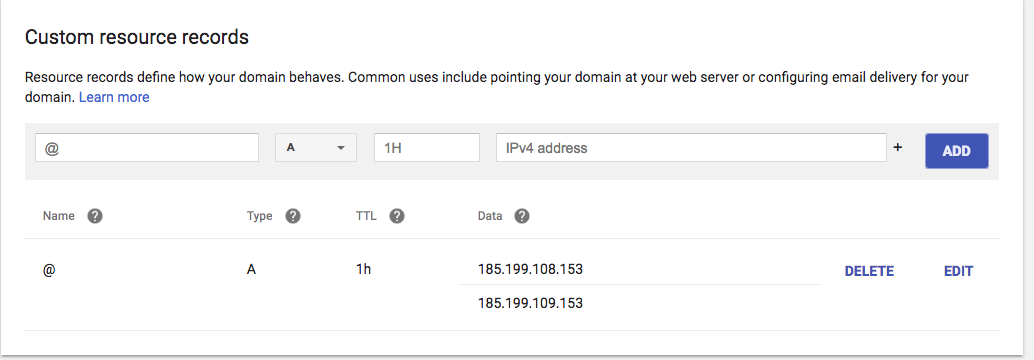 Custom resource records
Resource records define how your domain behaves. Common uses include pointing your domain at your web server or configuring email delivery for your
domain. Learn more
@ A 1H IPv4 address + ADD
Name ? Type ? TTL ? Data ?
@ A 1h 185.199.108.153 DELETE EDIT
185.199.109.153